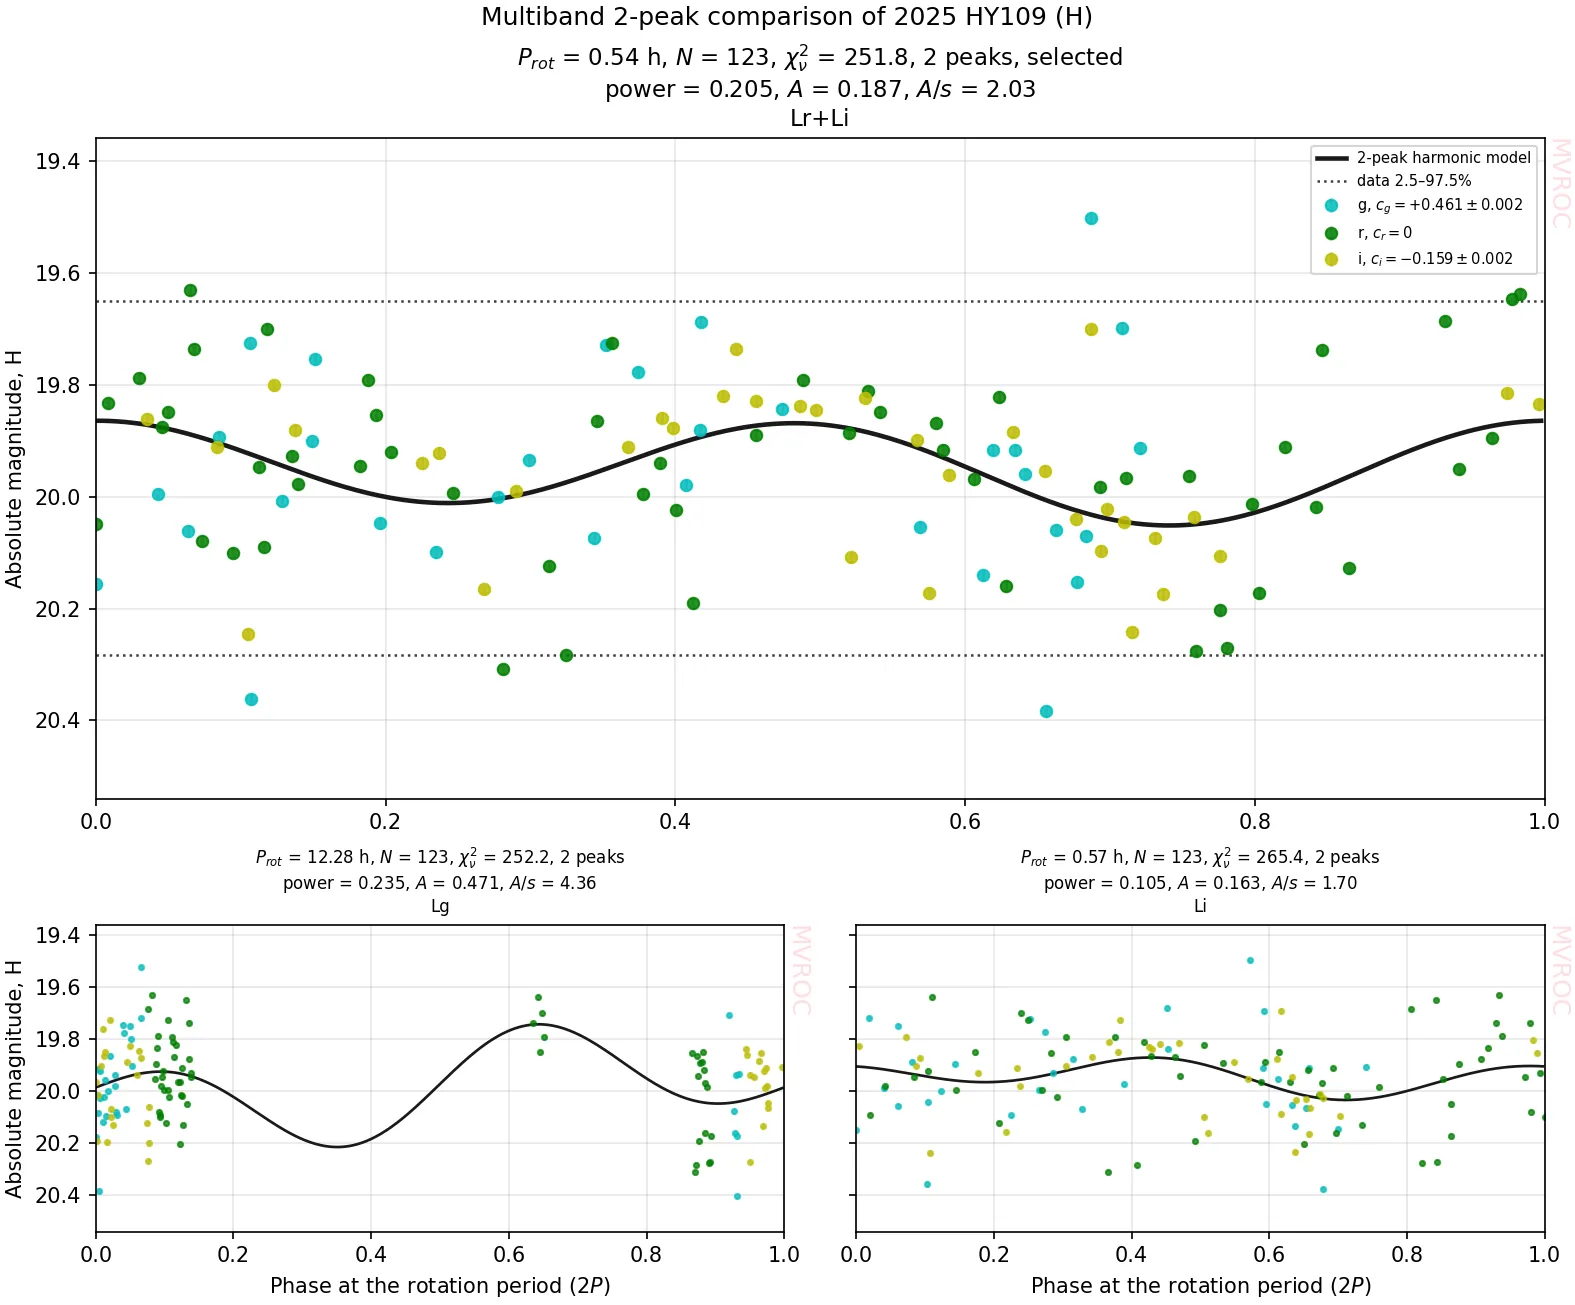 Multiband 2-peak comparison of 2025 HY109 (H)
P_rot = 0.54 h, N = 123, χ²_ν = 251.8, 2 peaks, selected
power = 0.205, A = 0.187, A/s = 2.03
Lr+Li
MVROC
2-peak harmonic model
data 2.5–97.5%
g, c_g = +0.461 ± 0.002
r, c_r = 0
i, c_i = −0.159 ± 0.002
Absolute magnitude, H
19.4
19.6
19.8
20.0
20.2
20.4
0.0 0.2 0.4 0.6 0.8 1.0
P_rot = 12.28 h, N = 123, χ²_ν = 252.2, 2 peaks
power = 0.235, A = 0.471, A/s = 4.36
Lg
MVROC
Absolute magnitude, H
19.4
19.6
19.8
20.0
20.2
20.4
0.0 0.2 0.4 0.6 0.8 1.0
Phase at the rotation period (2P)
P_rot = 0.57 h, N = 123, χ²_ν = 265.4, 2 peaks
power = 0.105, A = 0.163, A/s = 1.70
Li
MVROC
0.0 0.2 0.4 0.6 0.8 1.0
Phase at the rotation period (2P)